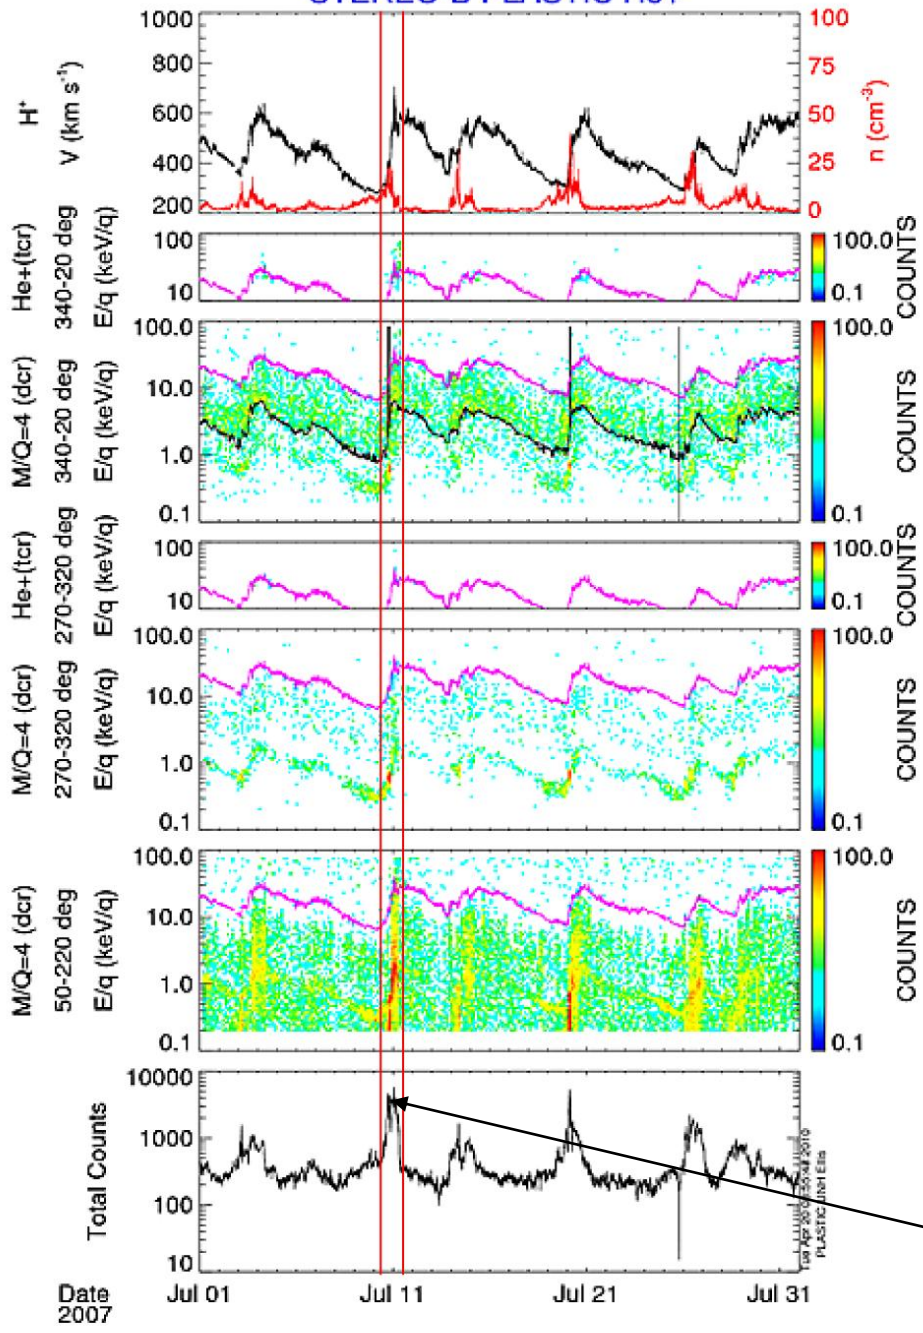 1000
800
600
400
200
H⁺
V (km s⁻¹)
100
75
50
25
0
n (cm⁻³)
He+(tcr)
340-20 deg
E/q (keV/q)
100
10
100.0
0.1
COUNTS
M/Q=4 (dcr)
340-20 deg
E/q (keV/q)
100.0
10.0
1.0
0.1
100.0
0.1
COUNTS
He+(tcr)
270-320 deg
E/q (keV/q)
100
10
100.0
0.1
COUNTS
M/Q=4 (dcr)
270-320 deg
E/q (keV/q)
100.0
10.0
1.0
0.1
100.0
0.1
COUNTS
M/Q=4 (dcr)
50-220 deg
E/q (keV/q)
100.0
10.0
1.0
0.1
100.0
0.1
COUNTS
Total Counts
10000
1000
100
10
Tue Apr 20 2010
PLASTIC
Date
2007
Jul 01
Jul 11
Jul 21
Jul 31